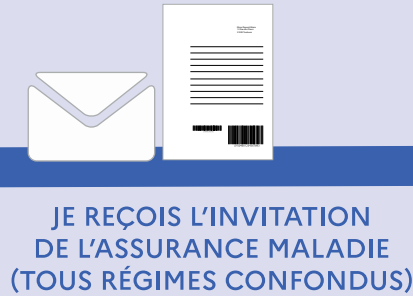 JE REÇOIS L'INVITATION
DE L'ASSURANCE MALADIE
(TOUS RÉGIMES CONFONDUS)